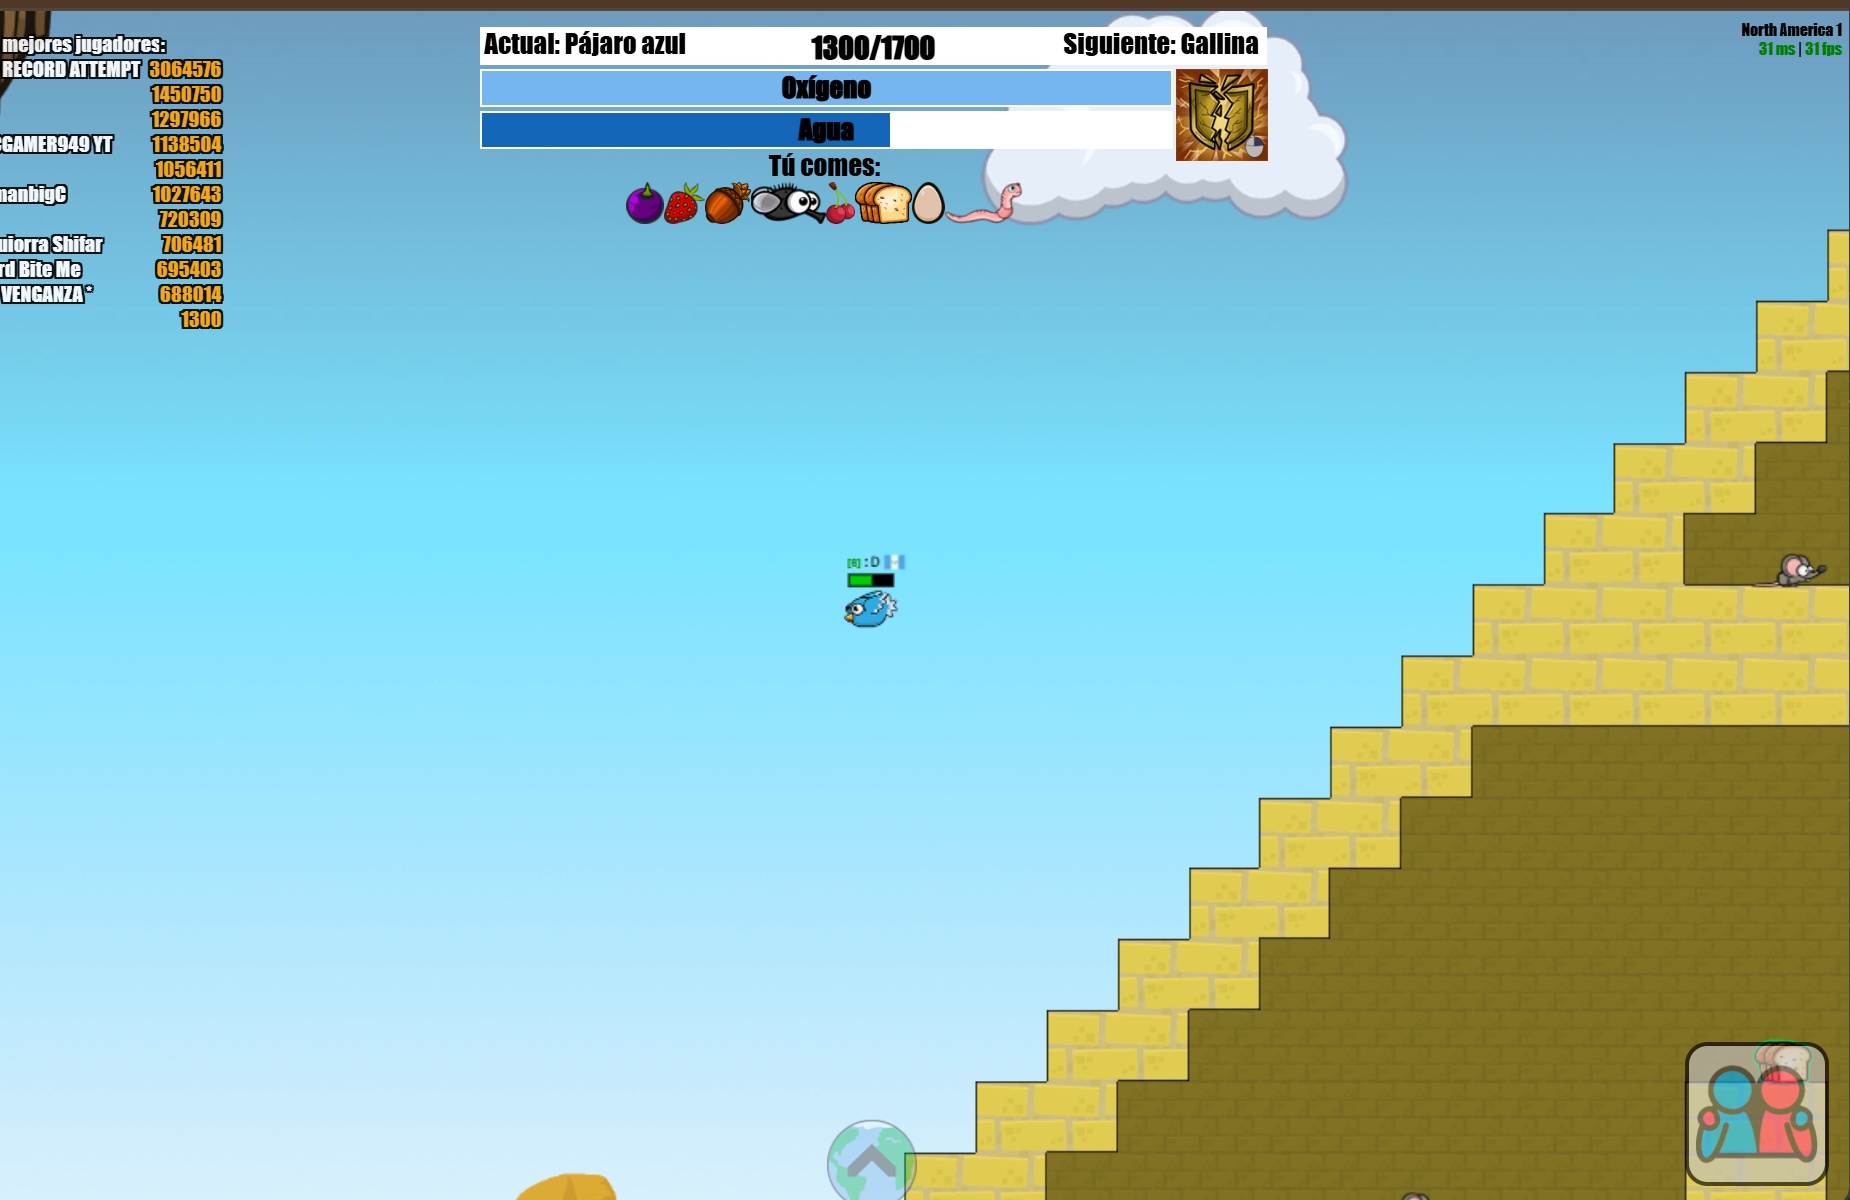 mejores jugadores:
RECORD ATTEMPT 3064576
1450750
1297966
GAMER949 YT 1138504
1056411
manbigC 1027643
720309
uiorra Shifar 706481
rd Bite Me 695403
VENGANZA * 688014
1300
Actual: Pájaro azul 1300/1700 Siguiente: Gallina
Oxígeno
Agua
Tú comes:
North America 1
31 ms | 31 fps
[8] : D